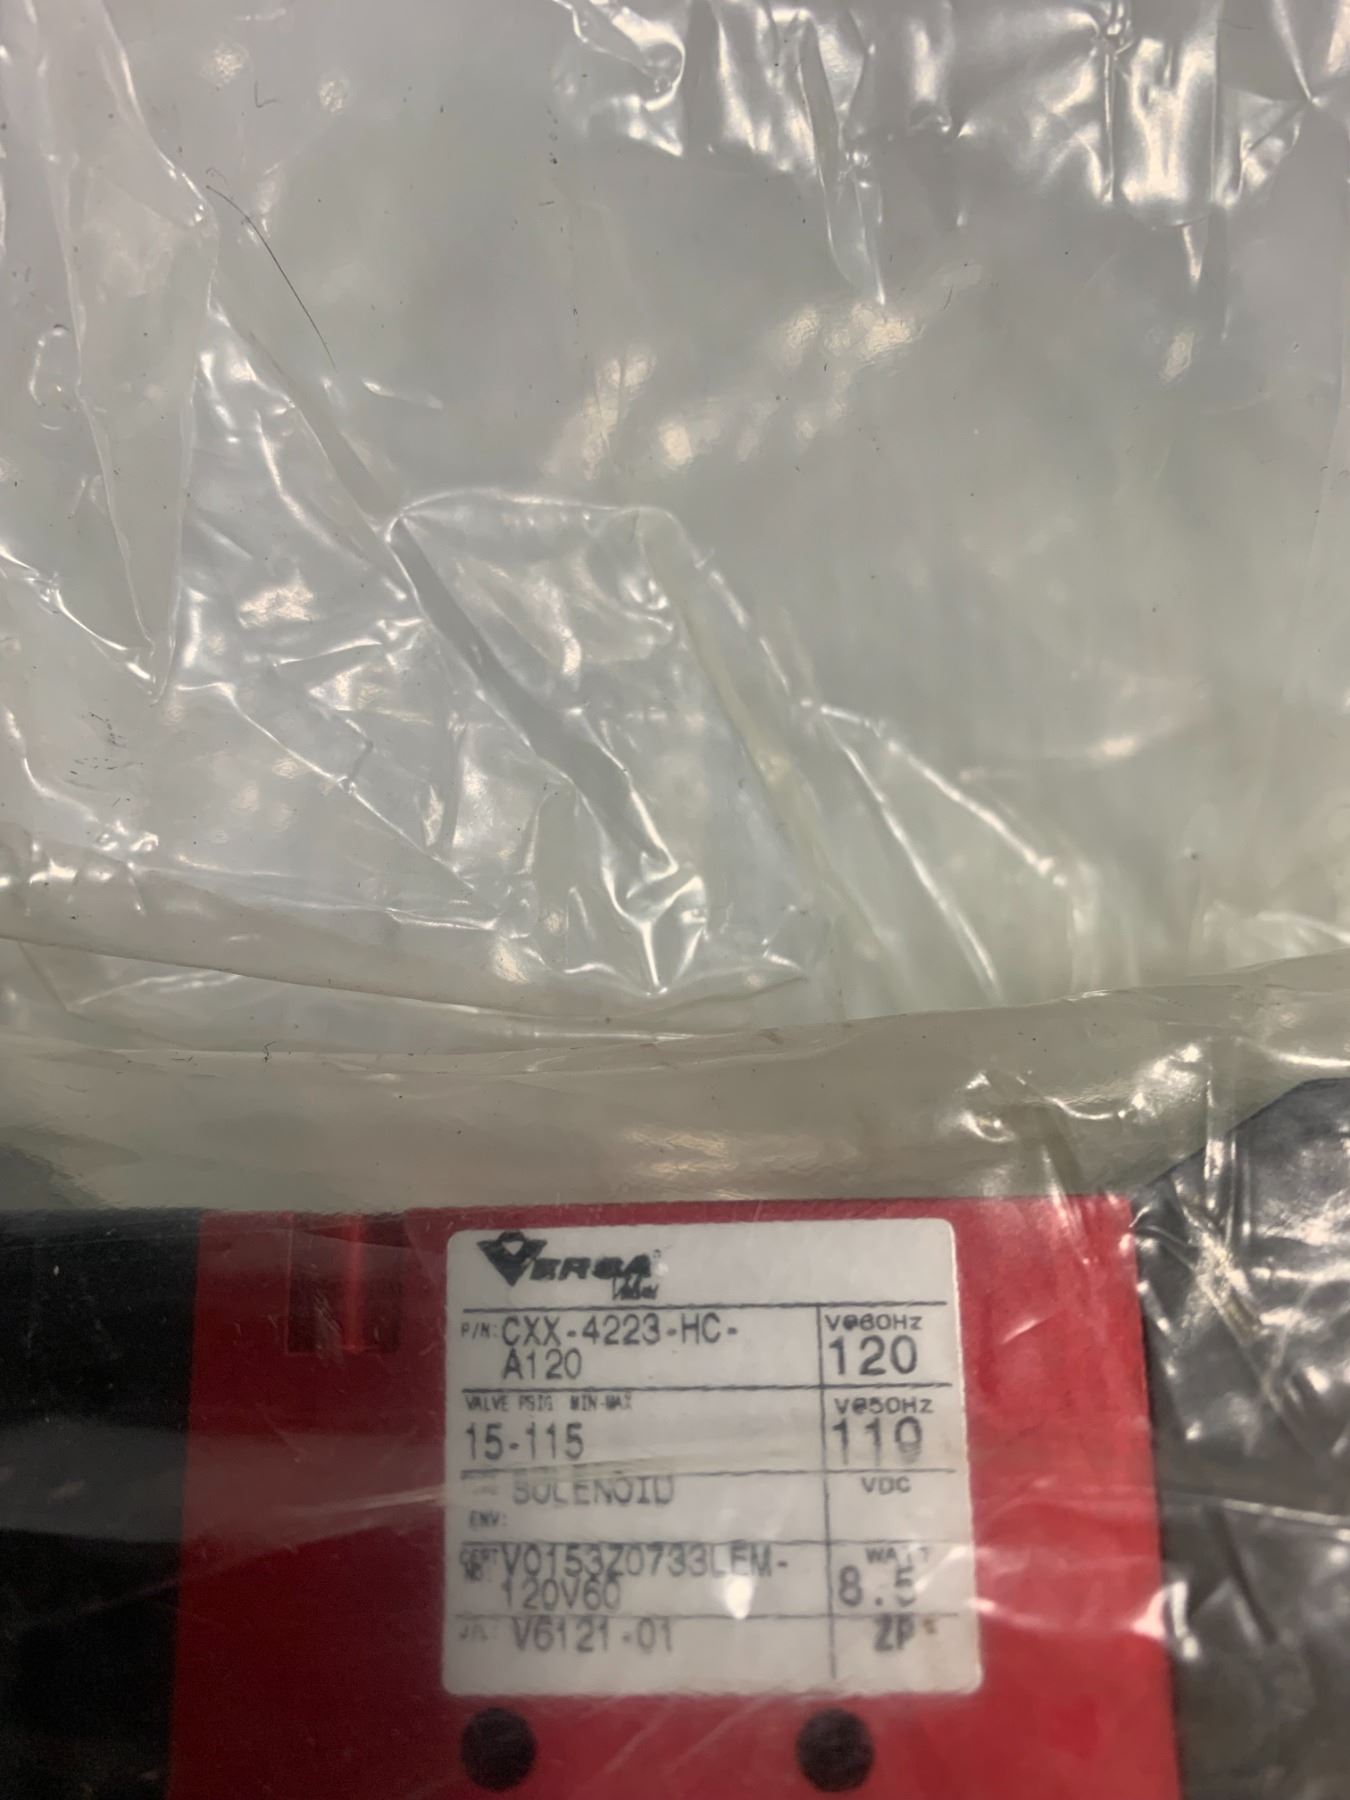 VERSA
P/N: CXX-4223-HC-
A120
V@60Hz
120
VALVE PSIG MIN-MAX
15-115
V@50Hz
110
SOLENOID
VDC
ENV:
CERT NO V0153Z0733LEM-
120V60
WATT
8.5
V6121-01
ZP